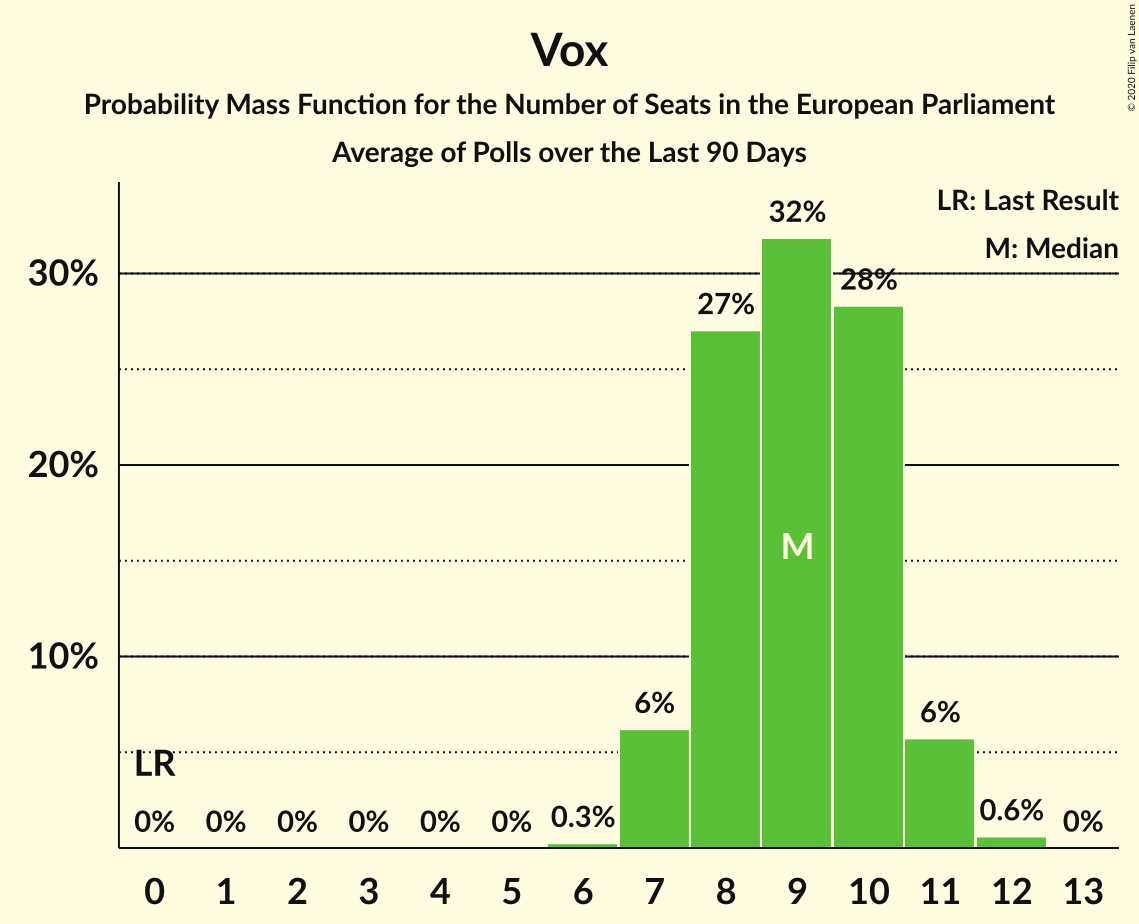 Vox
Probability Mass Function for the Number of Seats in the European Parliament
Average of Polls over the Last 90 Days
© 2020 Filip van Laenen
LR: Last Result
M: Median
30%
20%
10%
LR
0%
0%
0%
0%
0%
0%
0.3%
6%
27%
32%
28%
6%
0.6%
0%
M
0 1 2 3 4 5 6 7 8 9 10 11 12 13